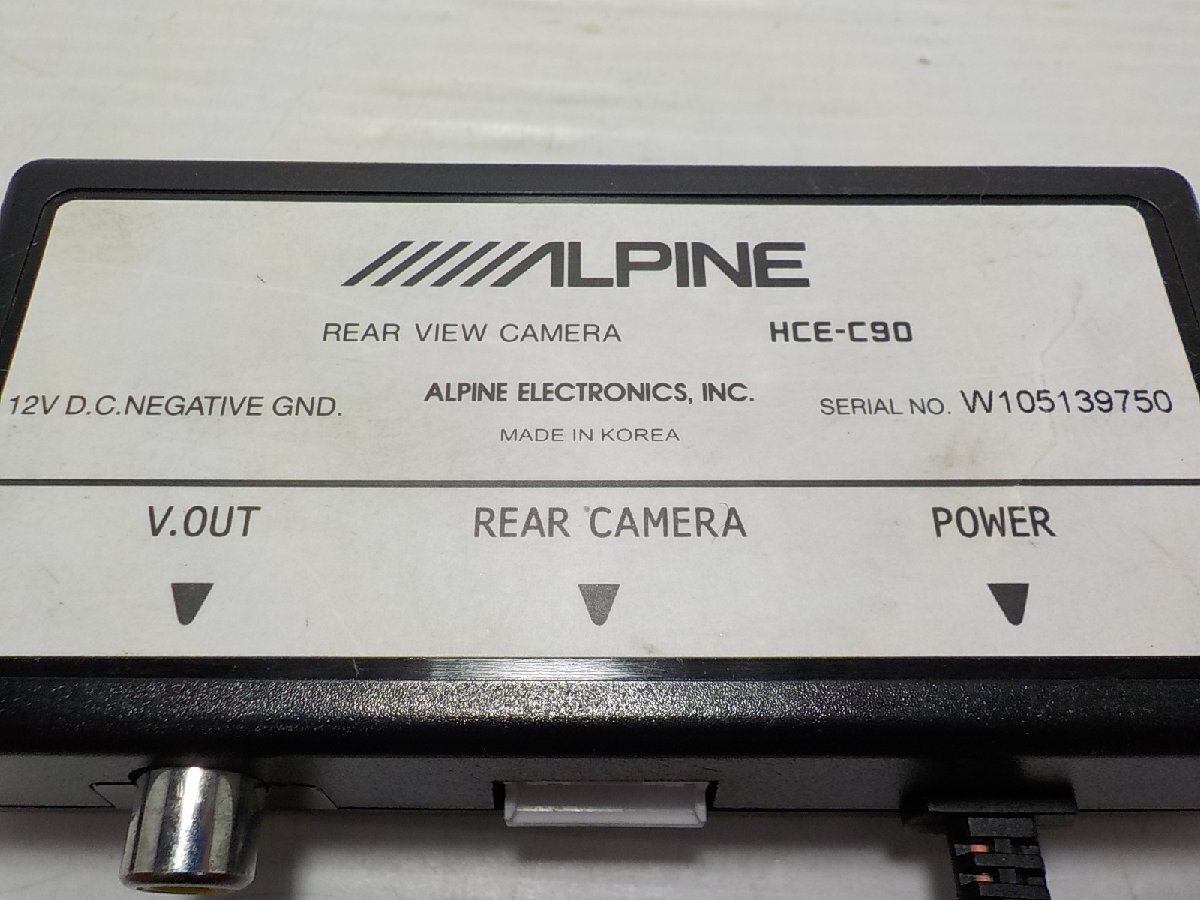 ALPINE
REAR VIEW CAMERA HCE-C90
12V D.C.NEGATIVE GND. ALPINE ELECTRONICS, INC. SERIAL NO. W105139750
MADE IN KOREA
V.OUT REAR CAMERA POWER